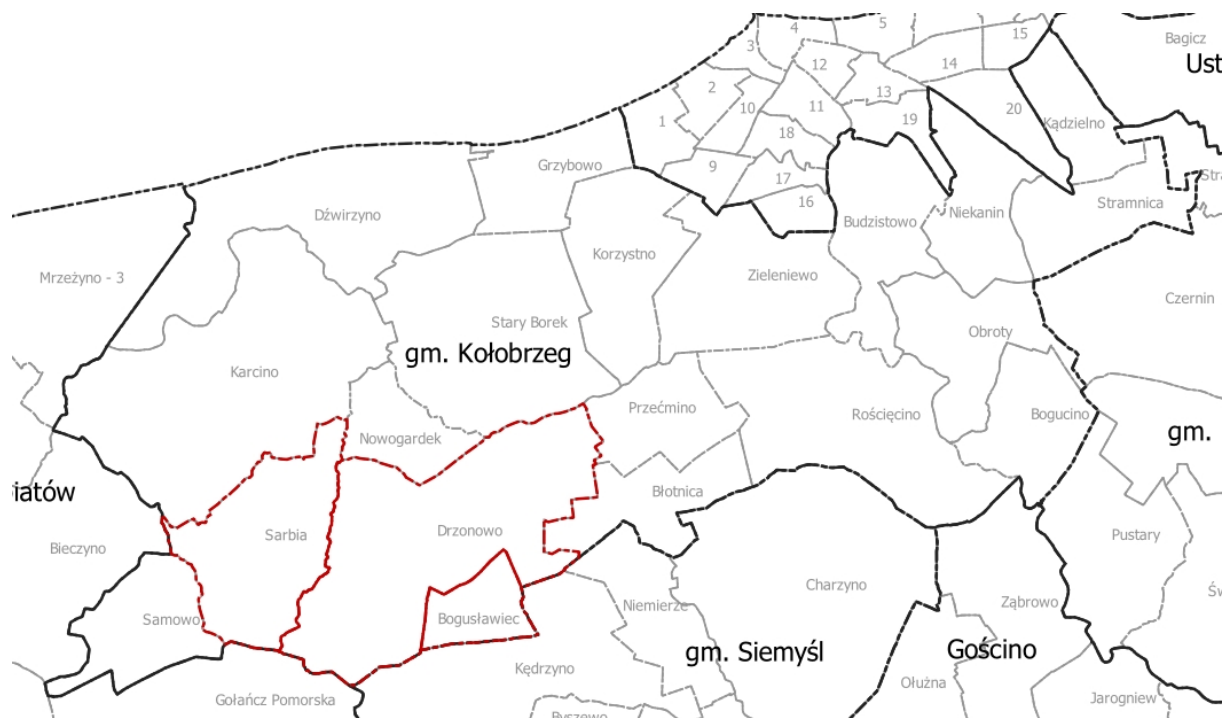 5
15
4
3
Bagicz
12
14
Ust
2
13
10
11
20
1
19
Kądzielno
18
Grzybowo
9
17
Stra
16
Stramnica
Dźwirzyno
Niekanin
Budzistowo
Korzystno
Mrzeżyno - 3
Zieleniewo
Czernin
Stary Borek
Obroty
gm. Kołobrzeg
Karcino
Przećmino
Rościęcino
Bogucino
Nowogardek
gm.
iatów
Błotnica
Sarbia
Drzonowo
Pustary
Bieczyno
Charzyno
Św
Niemierze
Ząbrowo
Samowo
Bogusławiec
gm. Siemyśl
Gościno
Kędrzyno
Ołużna
Gołańcz Pomorska
Jarogniew
Byszewo